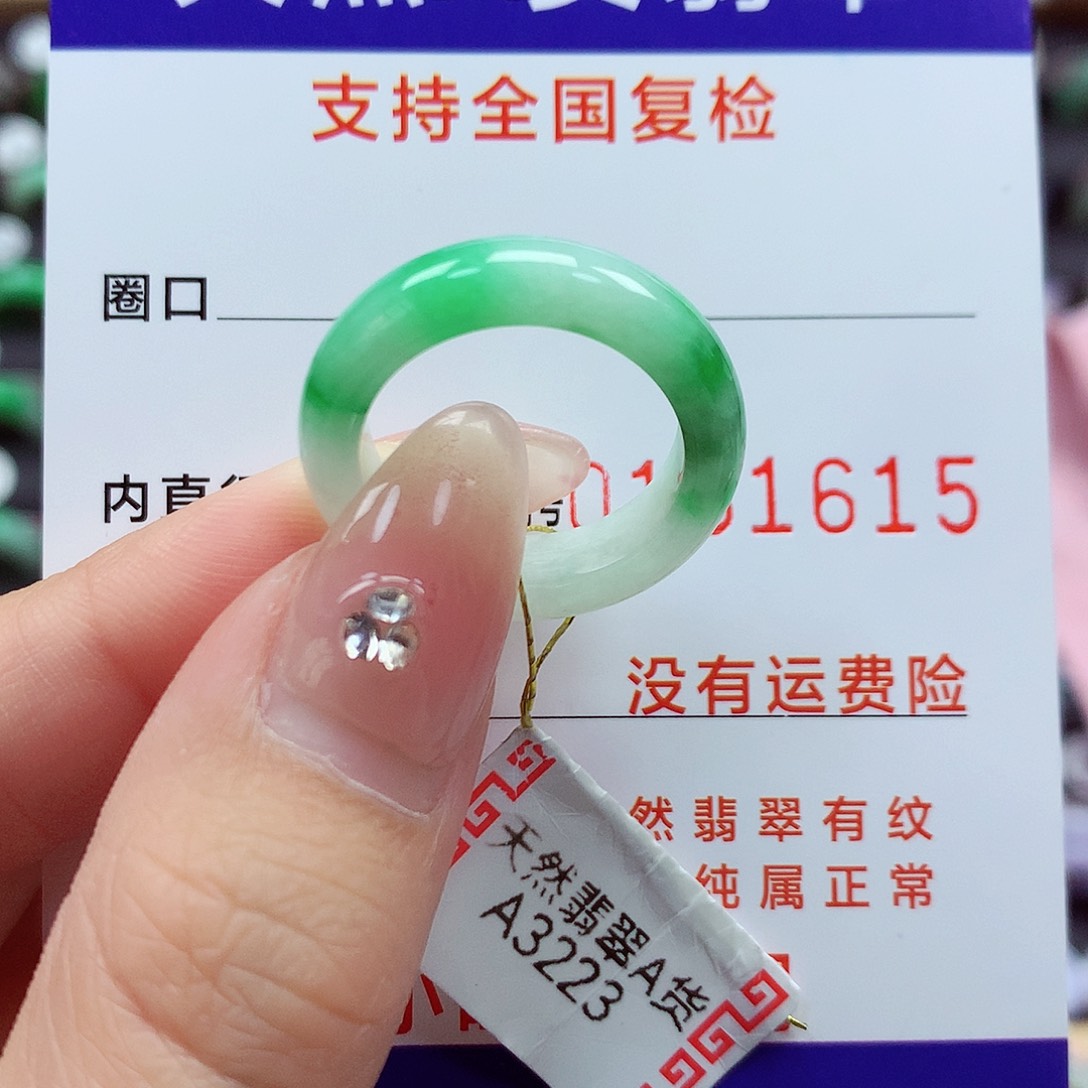 支持全国复检
圈口
内直
01
1615
没有运费险
然翡翠有纹
纯属正常
天然翡翠A货
A3223